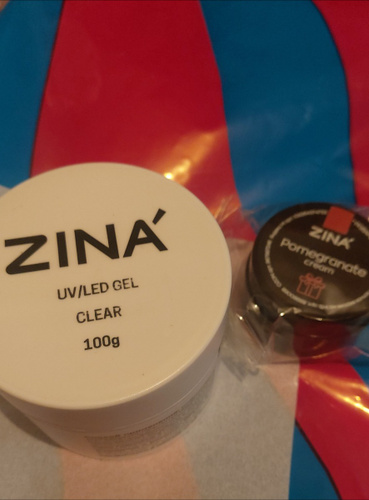 ZINÁ
UV/LED GEL
CLEAR
100g
ZINÁ
Pomegranate
cream